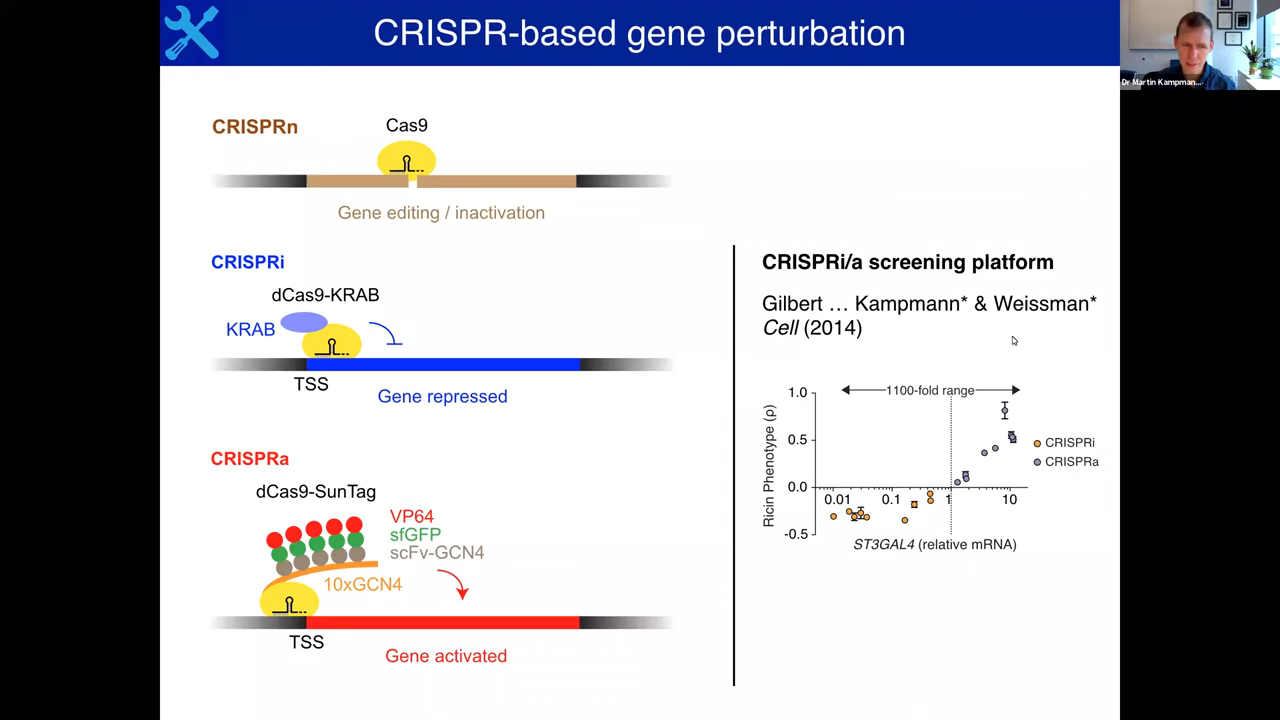 CRISPR-based gene perturbation
Dr Martin Kampman...
CRISPRn
Cas9
Gene editing / inactivation
CRISPRi
dCas9-KRAB
KRAB
TSS
Gene repressed
CRISPRa
dCas9-SunTag
VP64
sfGFP
scFv-GCN4
10xGCN4
TSS
Gene activated
CRISPRi/a screening platform
Gilbert … Kampmann* & Weissman*
Cell (2014)
1100-fold range
1.0
0.5
0.0
-0.5
Ricin Phenotype (ρ)
0.01 0.1 1 10
ST3GAL4 (relative mRNA)
CRISPRi
CRISPRa